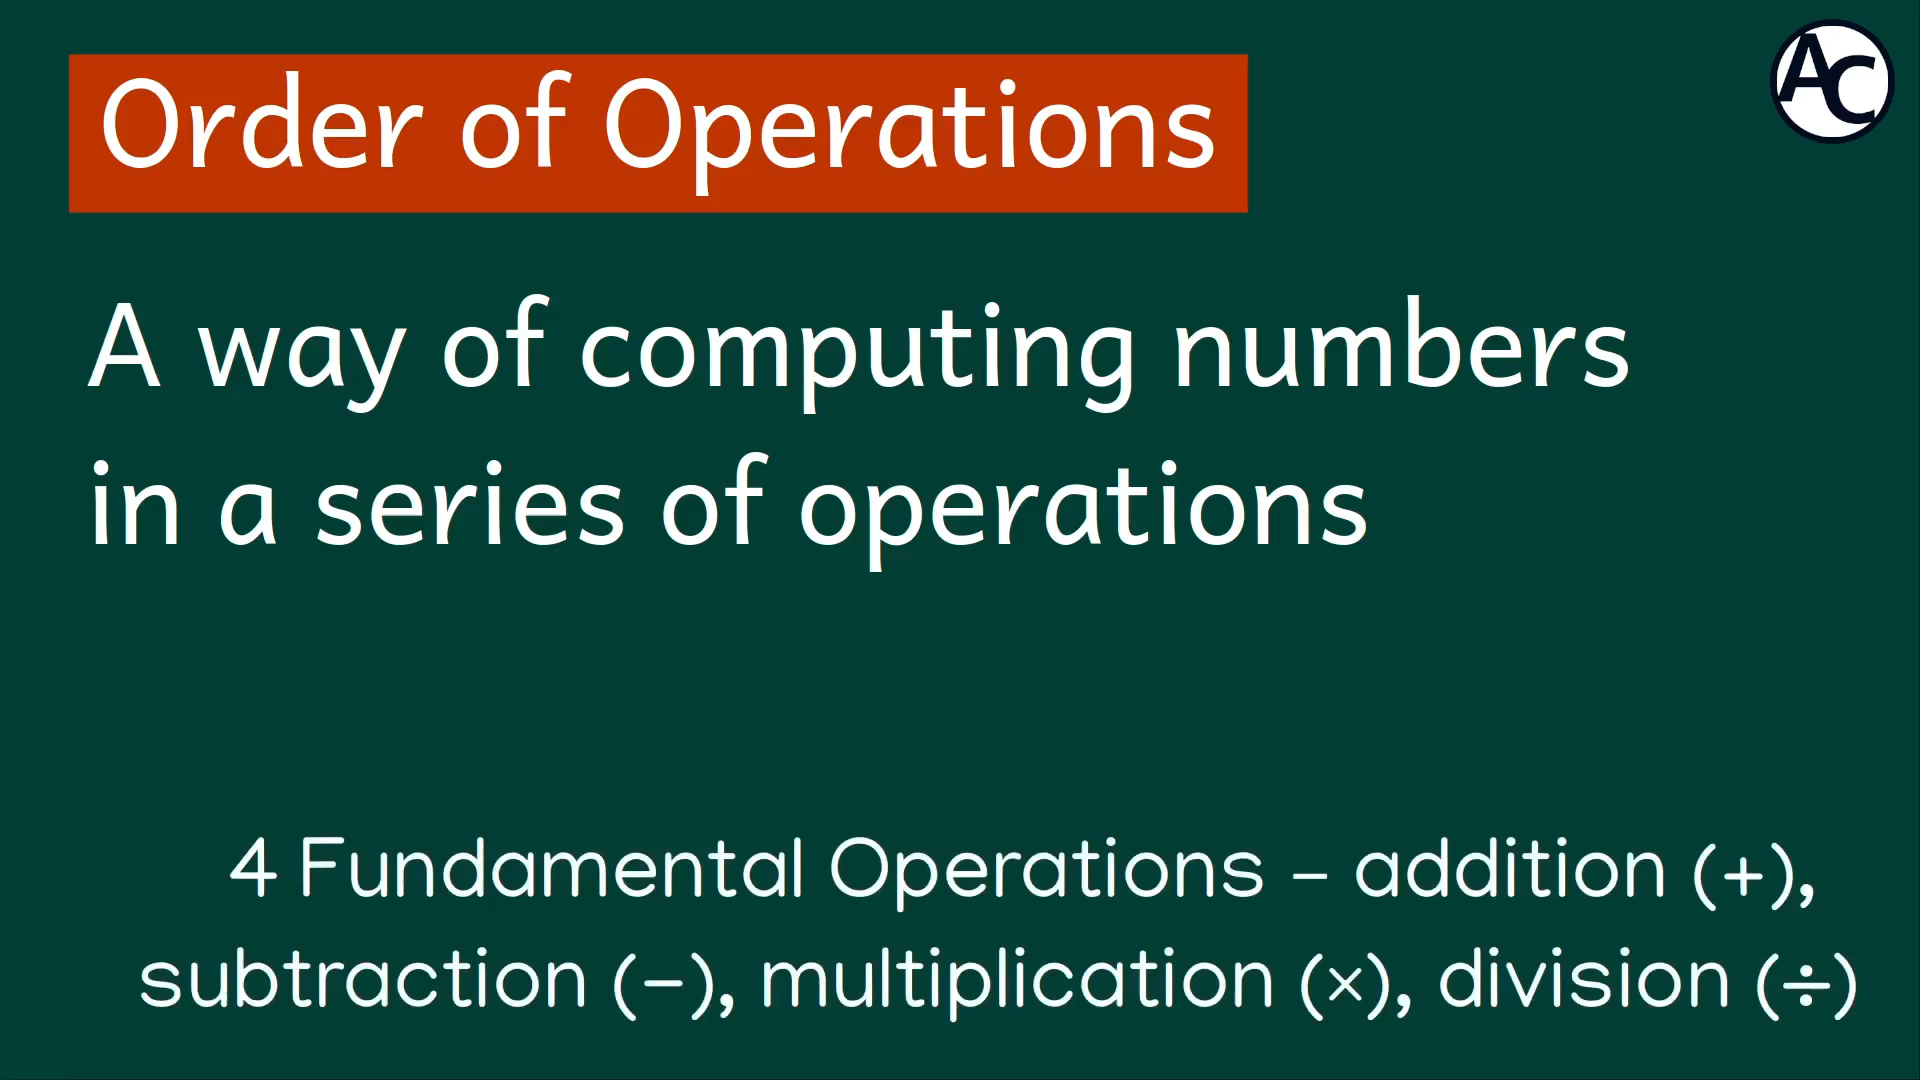 Order of Operations
AC
A way of computing numbers
in a series of operations
4 Fundamental Operations – addition (+),
subtraction (–), multiplication (×), division (÷)